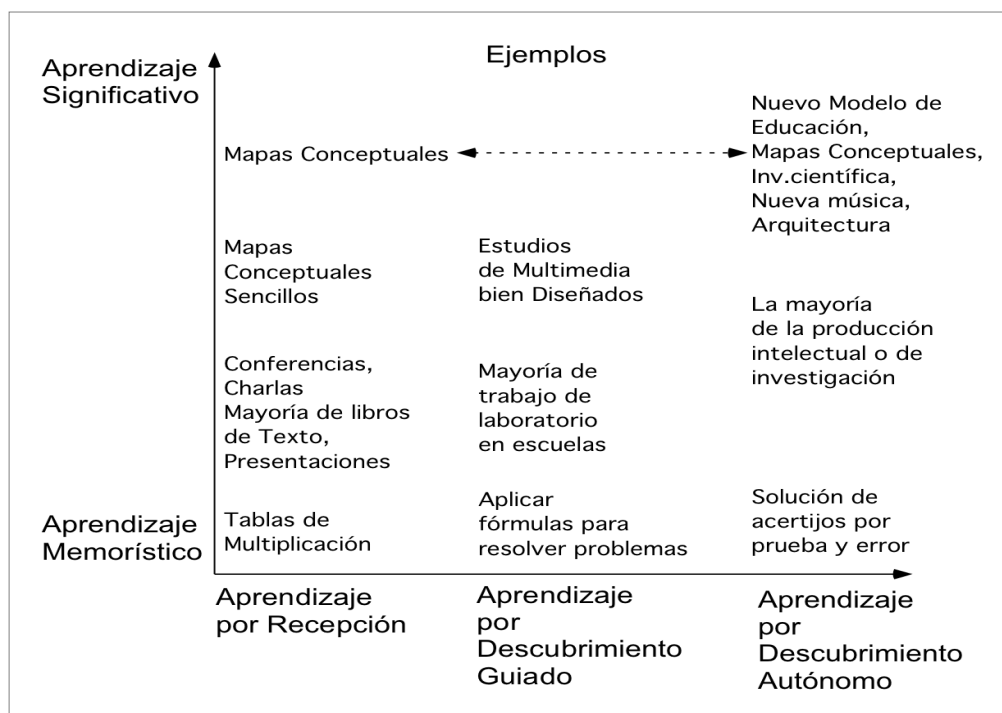 Ejemplos
Aprendizaje
Significativo
Mapas Conceptuales
Nuevo Modelo de
Educación,
Mapas Conceptuales,
Inv.científica,
Nueva música,
Arquitectura
Mapas
Conceptuales
Sencillos
Estudios
de Multimedia
bien Diseñados
La mayoría
de la producción
intelectual o de
investigación
Conferencias,
Charlas
Mayoría de libros
de Texto,
Presentaciones
Mayoría de
trabajo de
laboratorio
en escuelas
Aprendizaje
Memorístico
Tablas de
Multiplicación
Aplicar
fórmulas para
resolver problemas
Solución de
acertijos por
prueba y error
Aprendizaje
por Recepción
Aprendizaje
por
Descubrimiento
Guiado
Aprendizaje
por
Descubrimiento
Autónomo